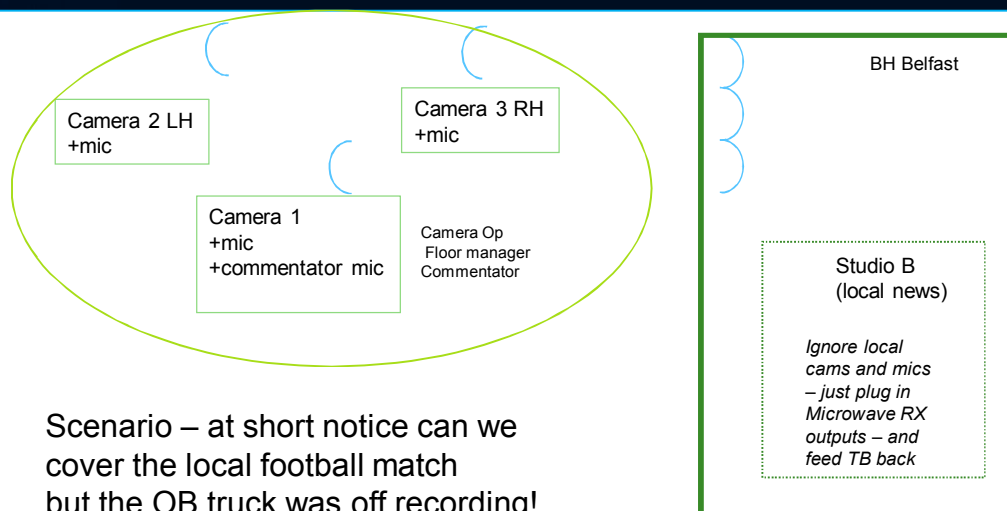 Camera 2 LH
+mic
Camera 3 RH
+mic
Camera 1
+mic
+commentator mic
Camera Op
Floor manager
Commentator
BH Belfast
Studio B
(local news)
Ignore local
cams and mics
– just plug in
Microwave RX
outputs – and
feed TB back
Scenario – at short notice can we
cover the local football match
but the OB truck was off recording!